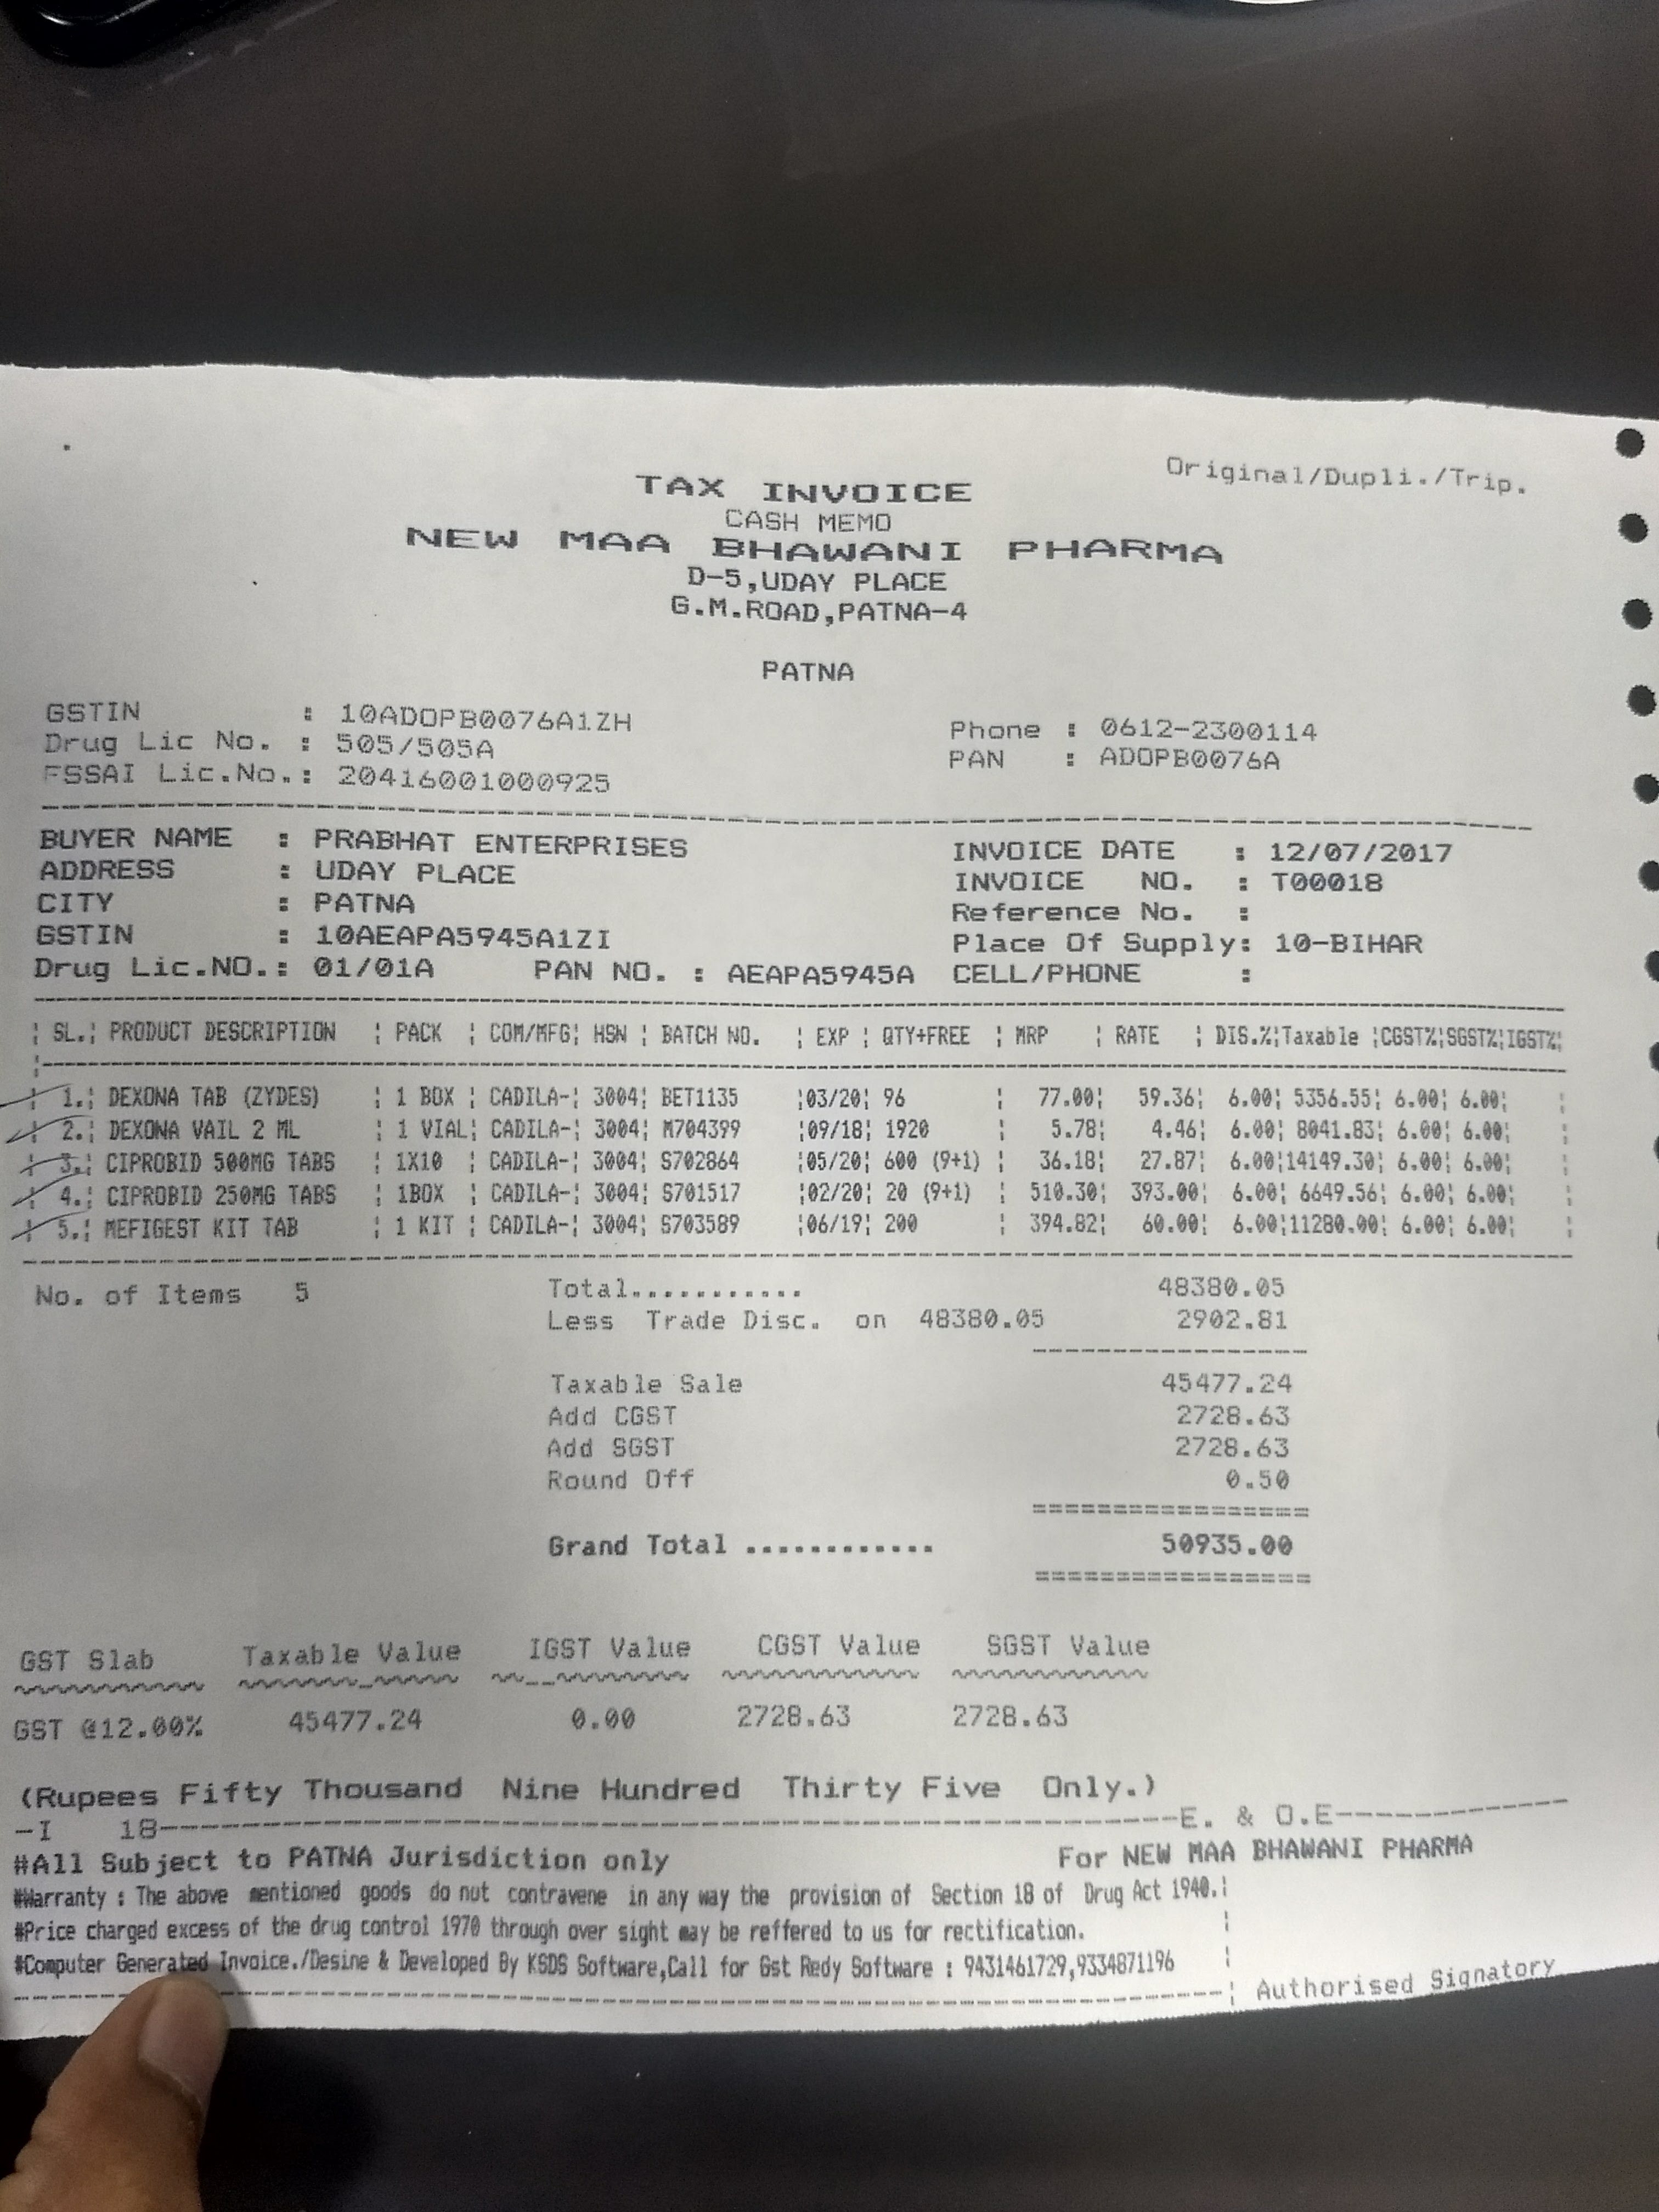 Original/Dupli./Trip.
TAX INVOICE
CASH MEMO
NEW MAA BHAWANI PHARMA
D-5,UDAY PLACE
G.M.ROAD,PATNA-4
PATNA
GSTIN : 10ADOPB0076A1ZH
Drug Lic No. : 505/505A Phone : 0612-2300114
FSSAI Lic.No.: 20416001000925 PAN : ADOPB0076A
BUYER NAME : PRABHAT ENTERPRISES INVOICE DATE : 12/07/2017
ADDRESS : UDAY PLACE INVOICE NO. : T00018
CITY : PATNA Reference No. :
GSTIN : 10AEAPA5945A1ZI Place Of Supply: 10-BIHAR
Drug Lic.NO.: 01/01A PAN NO. : AEAPA5945A CELL/PHONE :
¦ SL.¦ PRODUCT DESCRIPTION ¦ PACK ¦ COM/MFG¦ HSN ¦ BATCH NO. ¦ EXP ¦ QTY+FREE ¦ MRP ¦ RATE ¦ DIS.%¦Taxable ¦CGST%¦SGST%¦IGST%¦
¦ 1.¦ DEXONA TAB (ZYDES) ¦ 1 BOX ¦ CADILA-¦ 3004¦ BET1135 ¦03/20¦ 96 ¦ 77.00¦ 59.36¦ 6.00¦ 5356.55¦ 6.00¦ 6.00¦ ¦
¦ 2.¦ DEXONA VAIL 2 ML ¦ 1 VIAL¦ CADILA-¦ 3004¦ M704399 ¦09/18¦ 1920 ¦ 5.78¦ 4.46¦ 6.00¦ 8041.83¦ 6.00¦ 6.00¦ ¦
¦ 3.¦ CIPROBID 500MG TABS ¦ 1X10 ¦ CADILA-¦ 3004¦ S702864 ¦05/20¦ 600 (9+1) ¦ 36.18¦ 27.87¦ 6.00¦14149.30¦ 6.00¦ 6.00¦ ¦
¦ 4.¦ CIPROBID 250MG TABS ¦ 1BOX ¦ CADILA-¦ 3004¦ S701517 ¦02/20¦ 20 (9+1) ¦ 510.30¦ 393.00¦ 6.00¦ 6649.56¦ 6.00¦ 6.00¦ ¦
¦ 5.¦ MEFIGEST KIT TAB ¦ 1 KIT ¦ CADILA-¦ 3004¦ S703589 ¦06/19¦ 200 ¦ 394.82¦ 60.00¦ 6.00¦11280.00¦ 6.00¦ 6.00¦ ¦
No. of Items 5 Total........... 48380.05
Less Trade Disc. on 48380.05 2902.81
Taxable Sale 45477.24
Add CGST 2728.63
Add SGST 2728.63
Round Off 0.50
Grand Total ............ 50935.00
GST Slab Taxable Value IGST Value CGST Value SGST Value
GST @12.00% 45477.24 0.00 2728.63 2728.63
(Rupees Fifty Thousand Nine Hundred Thirty Five Only.)
-I 18-----E. & O.E-----
#All Subject to PATNA Jurisdiction only For NEW MAA BHAWANI PHARMA
#Warranty : The above mentioned goods do not contravene in any way the provision of Section 18 of Drug Act 1940.¦
#Price charged excess of the drug control 1970 through over sight may be reffered to us for rectification. ¦
#Computer Generated Invoice./Desine & Developed By KSDS Software,Call for Gst Redy Software : 9431461729,9334871196 ¦
¦ Authorised Signatory